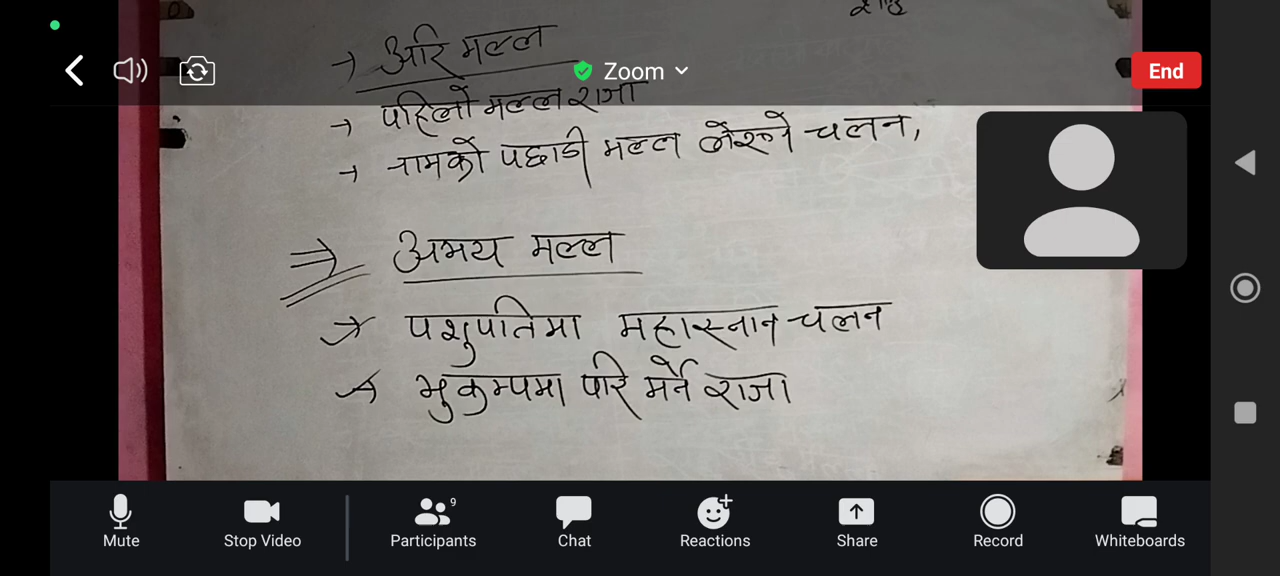 → अरि मल्ल
Zoom
End
→ पहिलो मल्ल राजा
→ नामको पछाडी मल्ल लेख्ने चलन,
⇒ अभय मल्ल
→ पशुपतिमा महास्नान चलन
→ भुकम्पमा परि मर्ने राजा
9
Mute Stop Video Participants Chat Reactions Share Record Whiteboards